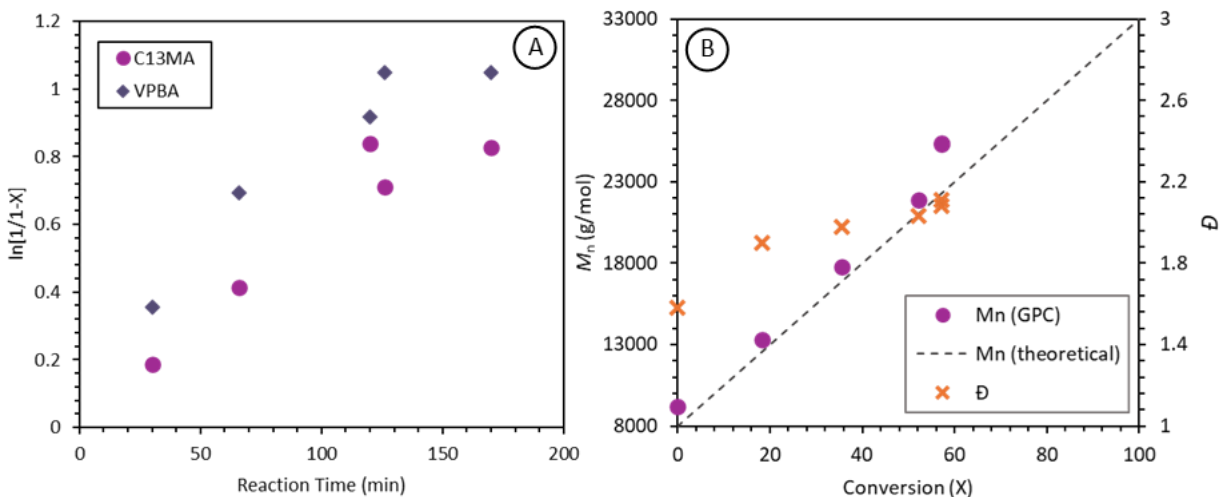 A
C13MA
VPBA
1.2
1
0.8
0.6
0.4
0.2
0
0
50
100
150
200
ln[1/1-X]
Reaction Time (min)
B
33000
28000
23000
18000
13000
8000
3
2.6
2.2
1.8
1.4
1
0
20
40
60
80
100
Mn (g/mol)
Đ
Conversion (X)
Mn (GPC)
Mn (theoretical)
Đ